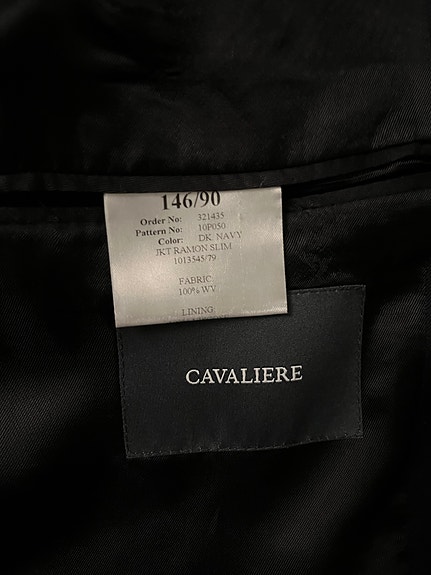 146/90
Order No: 321435
Pattern No: 10P050
Color: DK. NAVY
JKT RAMON SLIM
1013545/79
FABRIC:
100% WV
LINING:
CAVALIERE